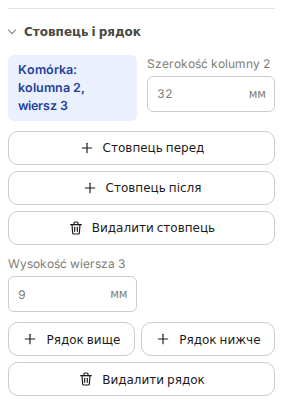 Стовпець і рядок
Комórka:
kolumna 2,
wiersz 3
Szerokość kolumny 2
32 мм
Стовпець перед
Стовпець після
Видалити стовпець
Wysokość wiersza 3
9 мм
Рядок вище
Рядок нижче
Видалити рядок